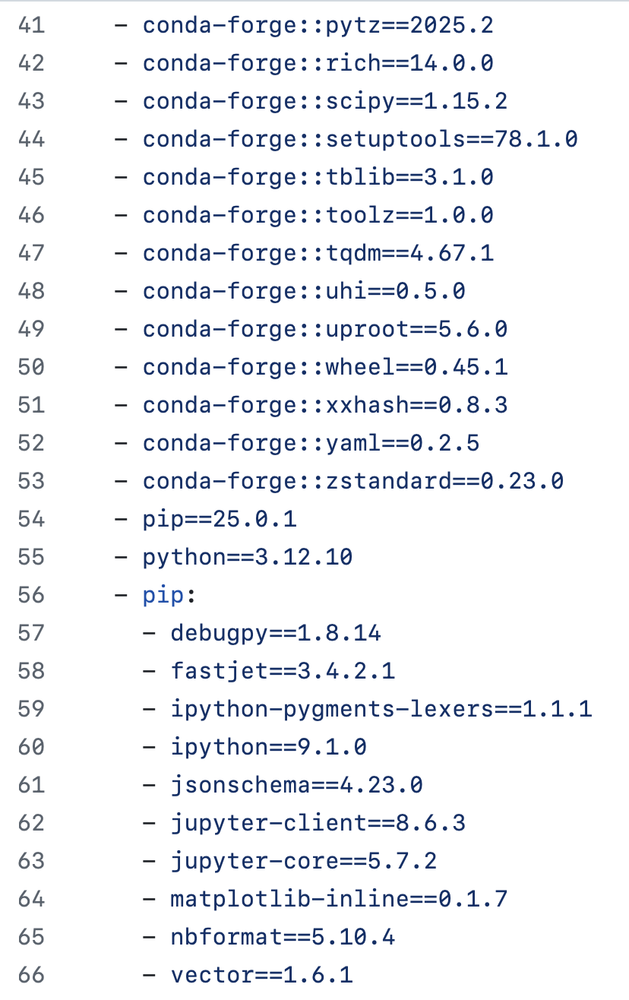 41 - conda-forge::pytz==2025.2
42 - conda-forge::rich==14.0.0
43 - conda-forge::scipy==1.15.2
44 - conda-forge::setuptools==78.1.0
45 - conda-forge::tblib==3.1.0
46 - conda-forge::toolz==1.0.0
47 - conda-forge::tqdm==4.67.1
48 - conda-forge::uhi==0.5.0
49 - conda-forge::uproot==5.6.0
50 - conda-forge::wheel==0.45.1
51 - conda-forge::xxhash==0.8.3
52 - conda-forge::yaml==0.2.5
53 - conda-forge::zstandard==0.23.0
54 - pip==25.0.1
55 - python==3.12.10
56 - pip:
57 - debugpy==1.8.14
58 - fastjet==3.4.2.1
59 - ipython-pygments-lexers==1.1.1
60 - ipython==9.1.0
61 - jsonschema==4.23.0
62 - jupyter-client==8.6.3
63 - jupyter-core==5.7.2
64 - matplotlib-inline==0.1.7
65 - nbformat==5.10.4
66 - vector==1.6.1